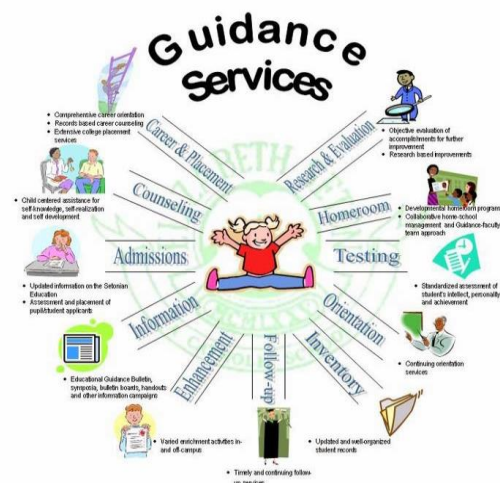 Guidance
Services
Career & Placement
• Comprehensive career orientation
• Records based career counseling
• Extensive college placement
services
Research & Evaluation
• Objective evaluation of
accomplishments for further
improvement
• Research based improvements
Counseling
• Child centered assistance for
self-knowledge, self-realization
and self development
Homeroom
• Developmental homeroom program
• Collaborative home-school
management and Guidance-faculty
team approach
Admissions
• Updated information on the Setonian
Education
• Assessment and placement of
pupil/student applicants
Testing
• Standardized assessment of
student's intellect, personality
and achievement
Information
• Educational Guidance Bulletin,
symposia, bulletin boards, handouts
and other information campaigns
Orientation
• Continuing orientation
services
Enhancement
• Varied enrichment activities in-
and off-campus
Follow-up
• Timely and continuing follow-
up services
Inventory
• Updated and well-organized
student records